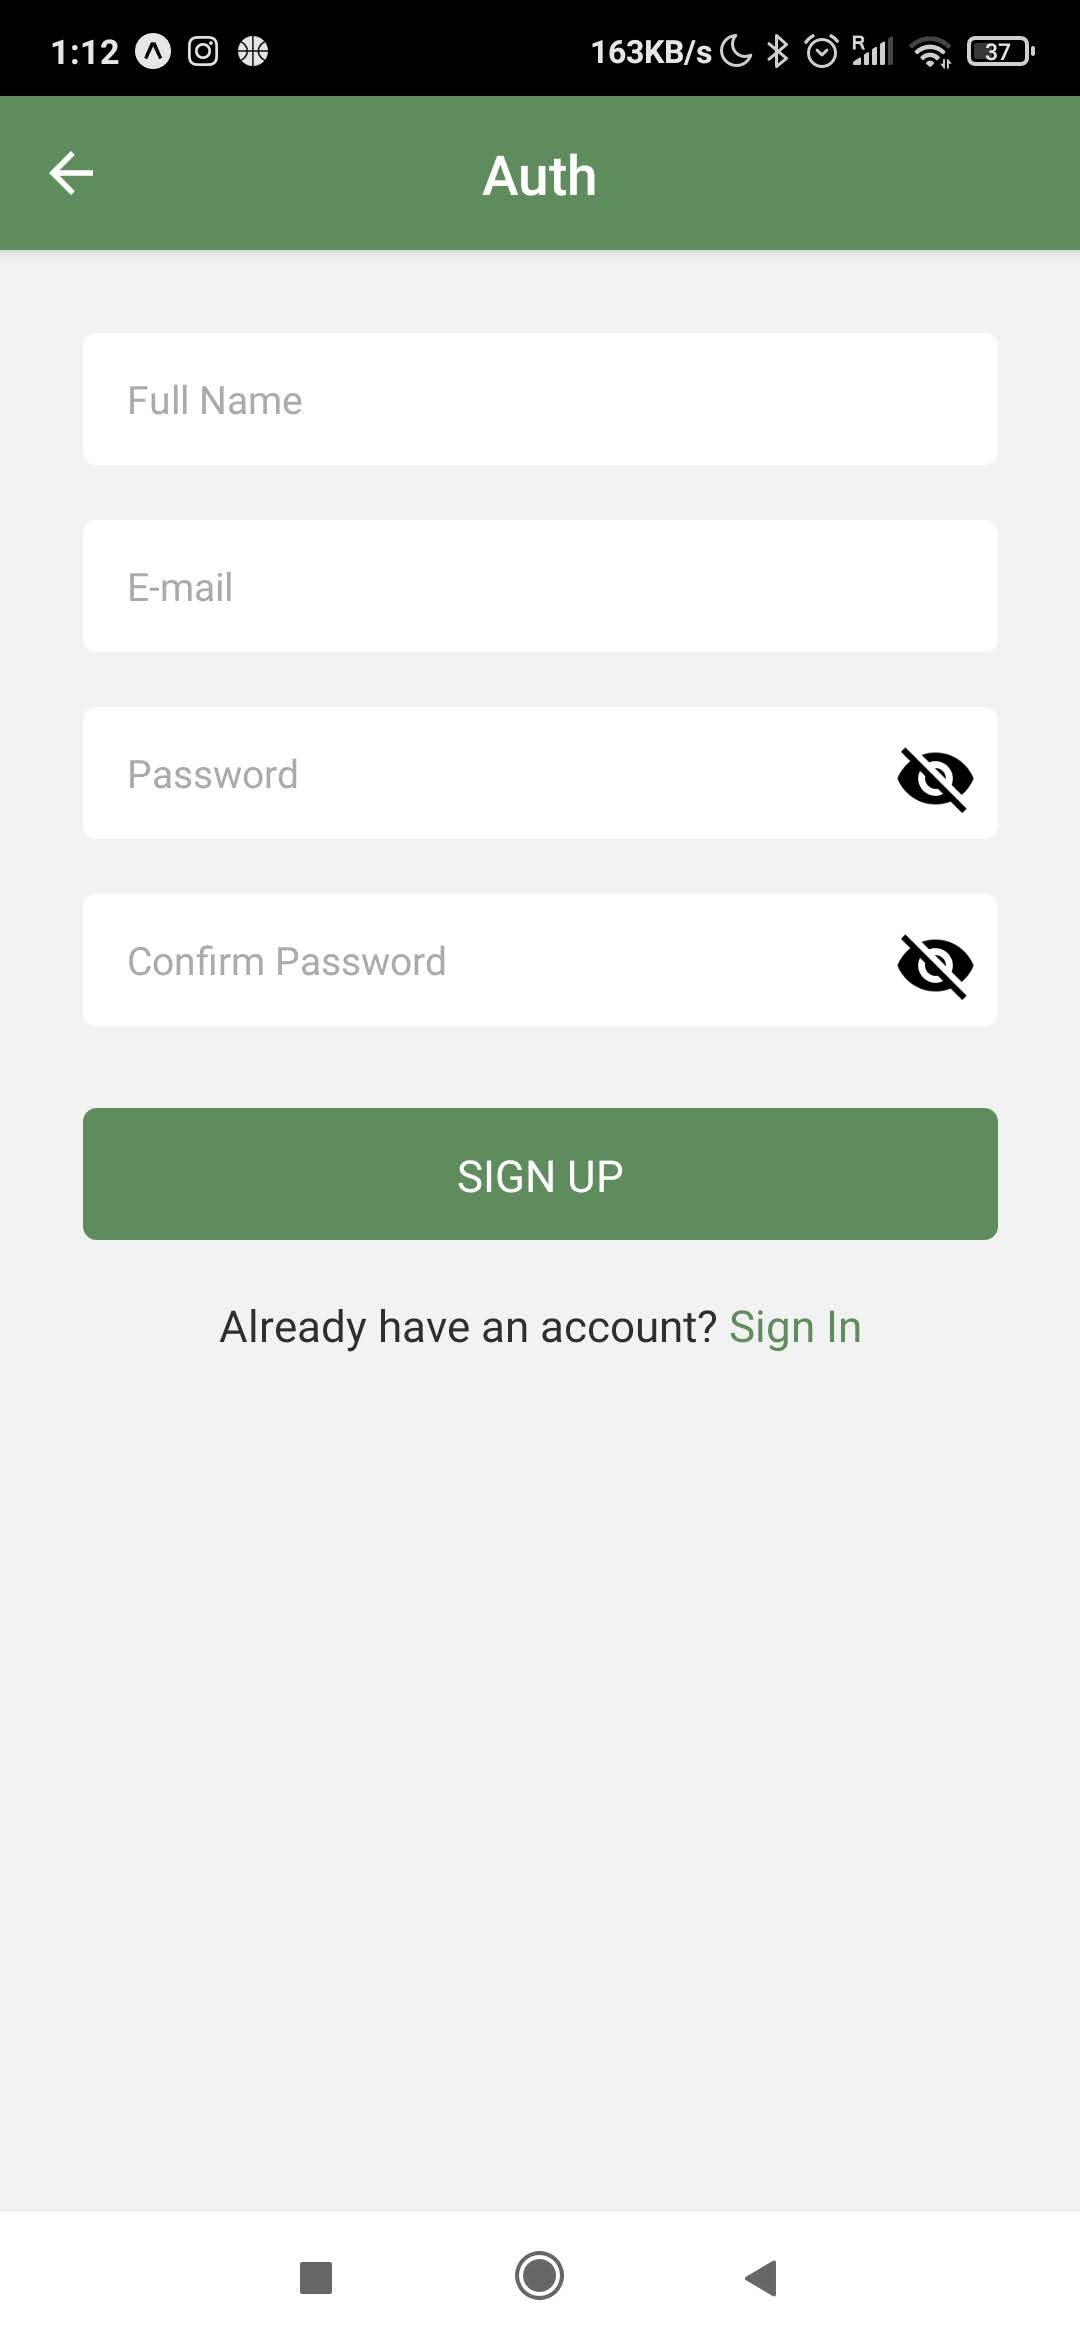 1:12 163KB/s R 37
Auth
Full Name
E-mail
Password
Confirm Password
SIGN UP
Already have an account? Sign In